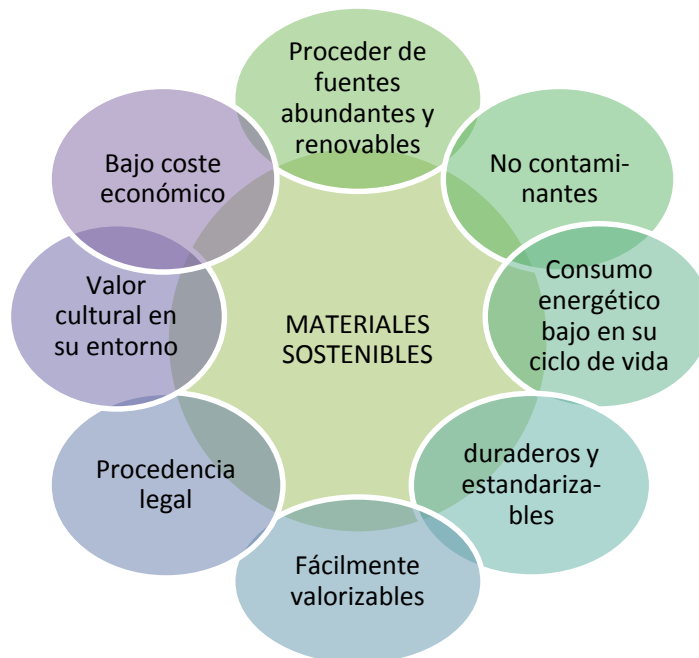 Proceder de
fuentes
abundantes y
renovables
No contami-
nantes
Consumo
energético
bajo en su
ciclo de vida
duraderos y
estandariza-
bles
Fácilmente
valorizables
Procedencia
legal
Valor
cultural en
su entorno
Bajo coste
económico
MATERIALES
SOSTENIBLES